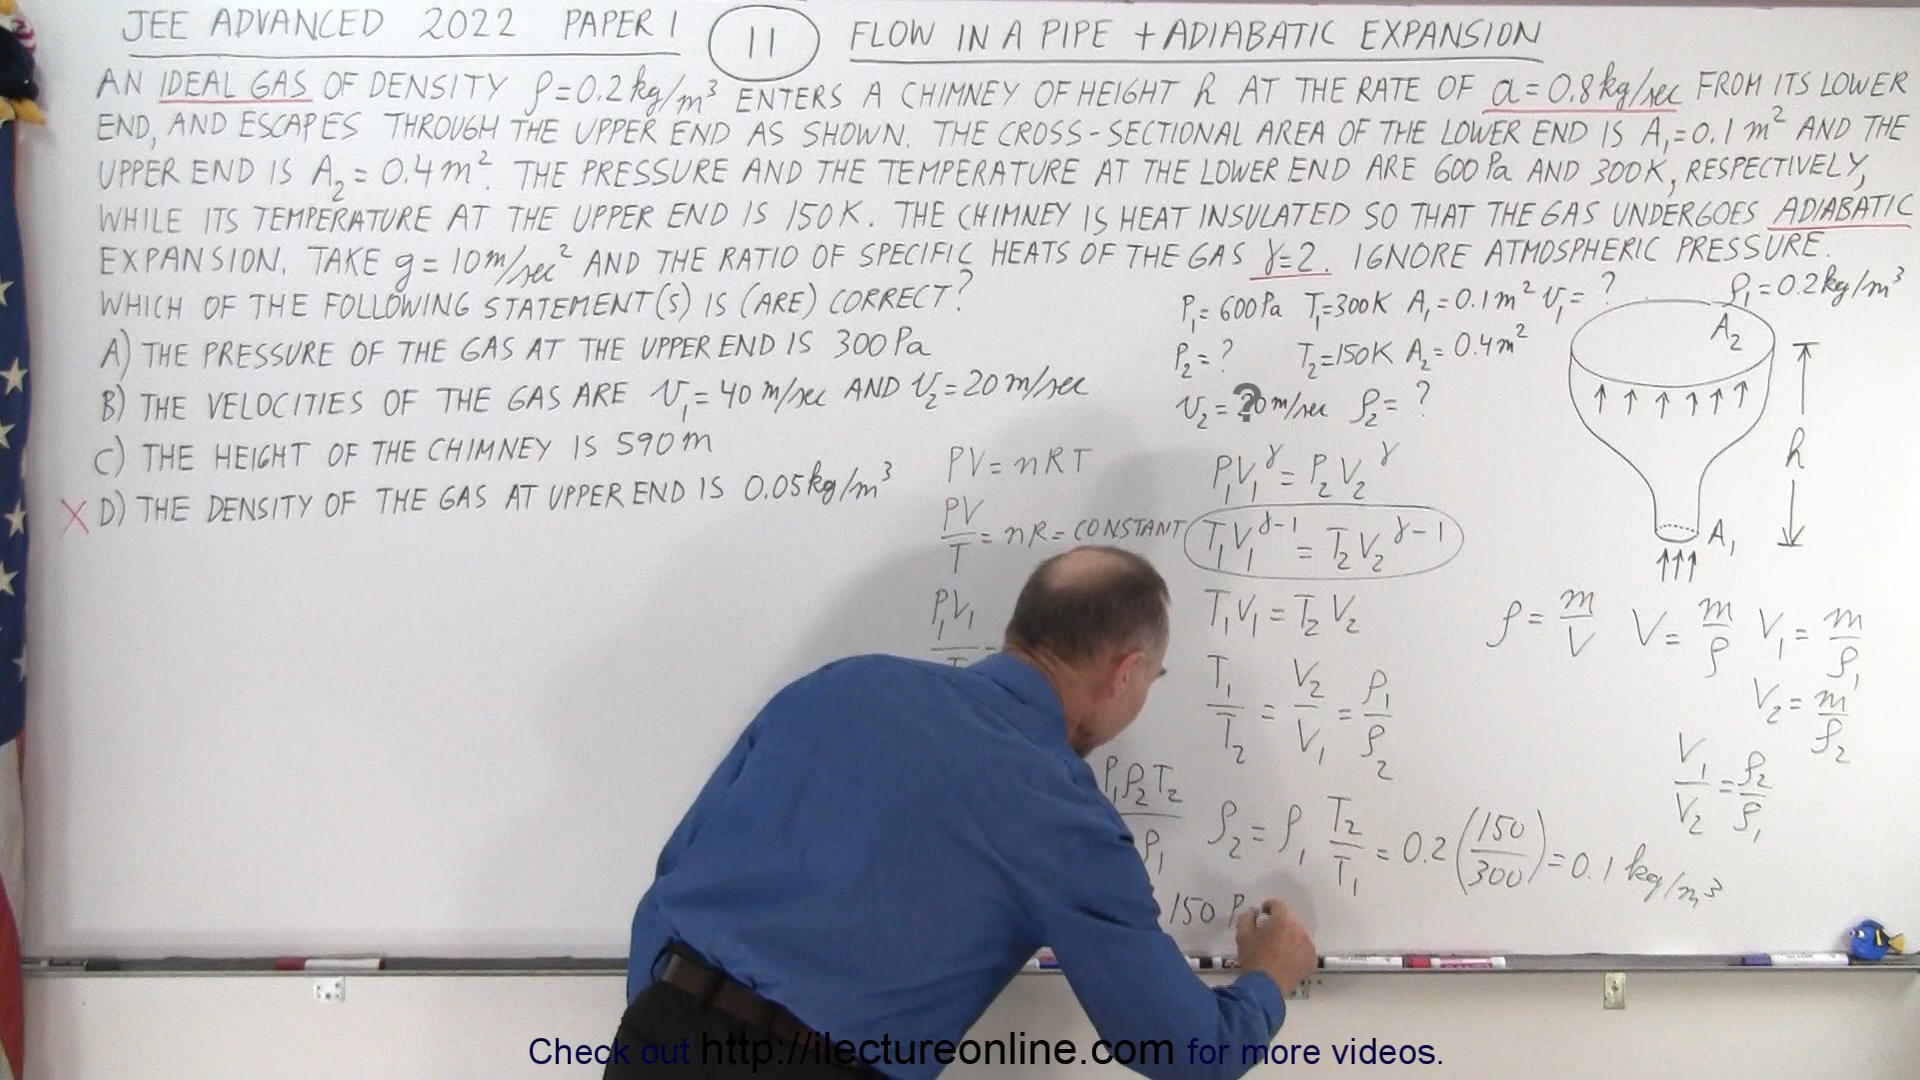 JEE ADVANCED 2022 PAPER 1 11 FLOW IN A PIPE + ADIABATIC EXPANSION
AN IDEAL GAS OF DENSITY ρ=0.2 kg/m³ ENTERS A CHIMNEY OF HEIGHT h AT THE RATE OF a=0.8 kg/sec FROM ITS LOWER
END, AND ESCAPES THROUGH THE UPPER END AS SHOWN. THE CROSS-SECTIONAL AREA OF THE LOWER END IS A₁=0.1 m² AND THE
UPPER END IS A₂=0.4 m². THE PRESSURE AND THE TEMPERATURE AT THE LOWER END ARE 600 Pa AND 300K, RESPECTIVELY,
WHILE ITS TEMPERATURE AT THE UPPER END IS 150K. THE CHIMNEY IS HEAT INSULATED SO THAT THE GAS UNDERGOES ADIABATIC
EXPANSION. TAKE g=10 m/sec² AND THE RATIO OF SPECIFIC HEATS OF THE GAS γ=2. IGNORE ATMOSPHERIC PRESSURE.
WHICH OF THE FOLLOWING STATEMENT(S) IS (ARE) CORRECT?
A) THE PRESSURE OF THE GAS AT THE UPPER END IS 300 Pa
B) THE VELOCITIES OF THE GAS ARE v₁=40 m/sec AND v₂=20 m/sec
C) THE HEIGHT OF THE CHIMNEY IS 590 m
X D) THE DENSITY OF THE GAS AT UPPER END IS 0.05 kg/m³
P₁=600 Pa T₁=300K A₁=0.1 m² v₁=? ρ₁=0.2 kg/m³
P₂=? T₂=150K A₂=0.4 m²
v₂=?0 m/sec ρ₂=?
A₂
h
A₁
PV=nRT
PV/T=nR=CONSTANT
P₁V₁
P₁V₁^γ=P₂V₂^γ
T₁V₁^(γ-1)=T₂V₂^(γ-1)
T₁V₁=T₂V₂
T₁/T₂=V₂/V₁=ρ₁/ρ₂
ρ=m/V V=m/ρ V₁=m/ρ₁
V₂=m/ρ₂
V₁/V₂=ρ₂/ρ₁
P₁ρ₂T₂
ρ₁
ρ₂=ρ₁ T₂/T₁=0.2(150/300)=0.1 kg/m³
150 P
Check out http://ilectureonline.com for more videos.